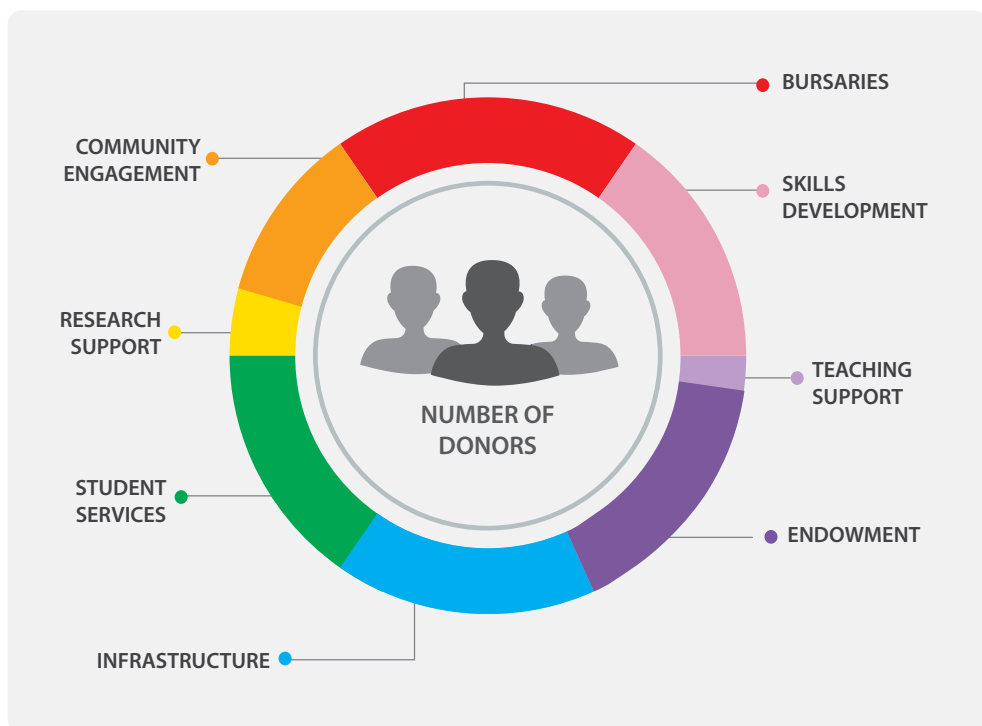 BURSARIES
COMMUNITY
ENGAGEMENT
SKILLS
DEVELOPMENT
RESEARCH
SUPPORT
TEACHING
SUPPORT
NUMBER OF
DONORS
STUDENT
SERVICES
ENDOWMENT
INFRASTRUCTURE